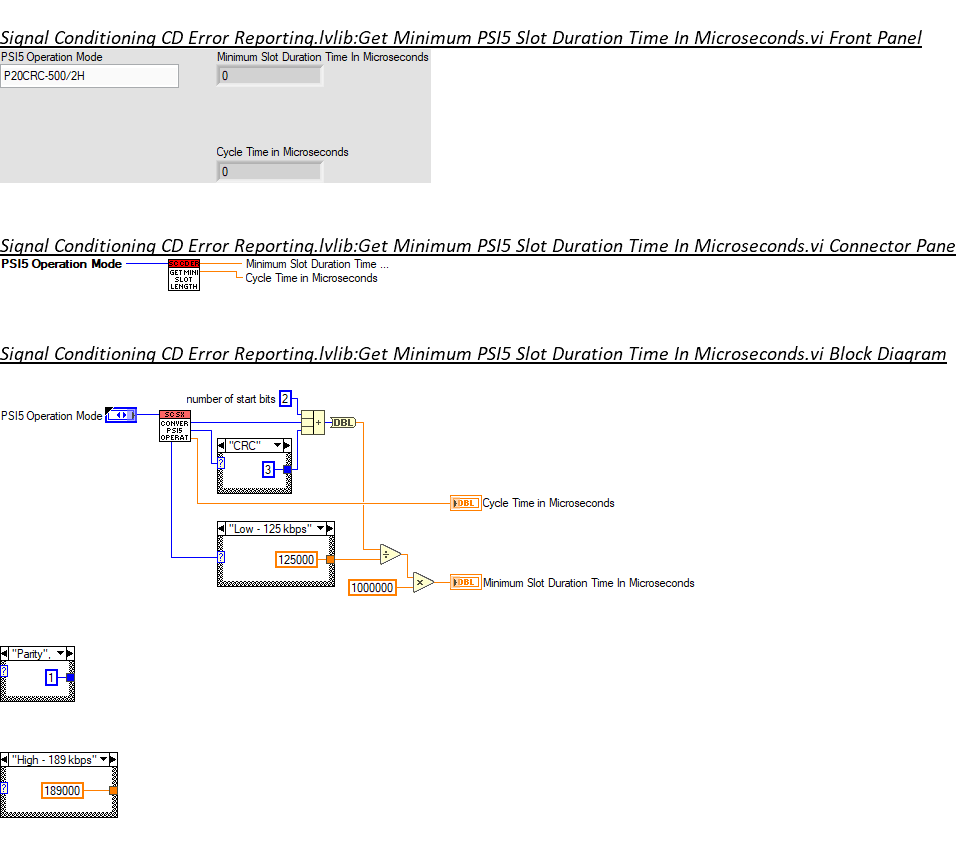 Signal Conditioning CD Error Reporting.lvlib:Get Minimum PSI5 Slot Duration Time In Microseconds.vi Front Panel
PSI5 Operation Mode
Minimum Slot Duration Time In Microseconds
P20CRC-500/2H
0
Cycle Time in Microseconds
0
Signal Conditioning CD Error Reporting.lvlib:Get Minimum PSI5 Slot Duration Time In Microseconds.vi Connector Pane
PSI5 Operation Mode
GET MINI
SLOT
LENGTH
Minimum Slot Duration Time ...
Cycle Time in Microseconds
Signal Conditioning CD Error Reporting.lvlib:Get Minimum PSI5 Slot Duration Time In Microseconds.vi Block Diagram
number of start bits
2
PSI5 Operation Mode
SCSX
CONVER
PSI5
OPERAT
+
DBL
"CRC"
?
3
DBL
Cycle Time in Microseconds
"Low - 125 kbps"
?
125000
÷
1000000
×
DBL
Minimum Slot Duration Time In Microseconds
"Parity".
?
1
"High - 189 kbps"
?
189000